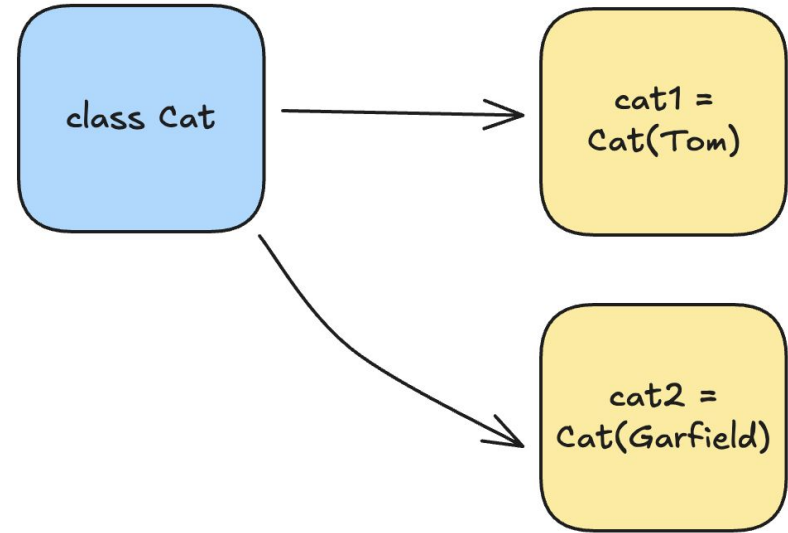 class Cat
cat1 =
Cat(Tom)
cat2 =
Cat(Garfield)